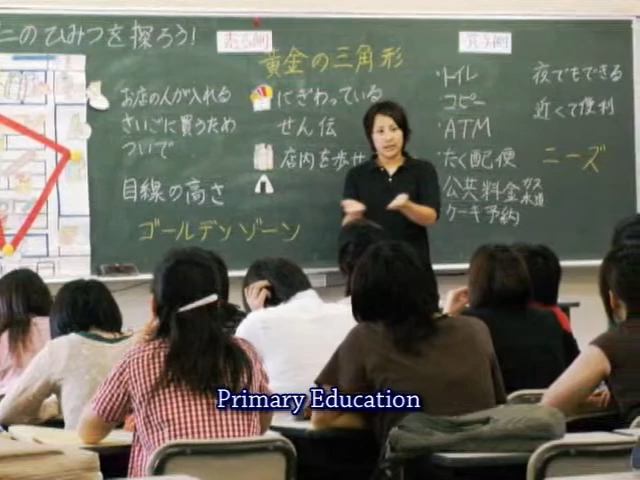 ニのひみつを探ろう!
売る側
買う側
黄金の三角形
お店の人が入れる
さいごに買うため
ついで
目線の高さ
ゴールデンゾーン
にぎわっている
せん伝
店内を歩せ
・トイレ
・コピー
・ATM
・たく配便
公共料金 ガス 水道
ケーキ予約
夜でもできる
近くて便利
ニーズ
Primary Education